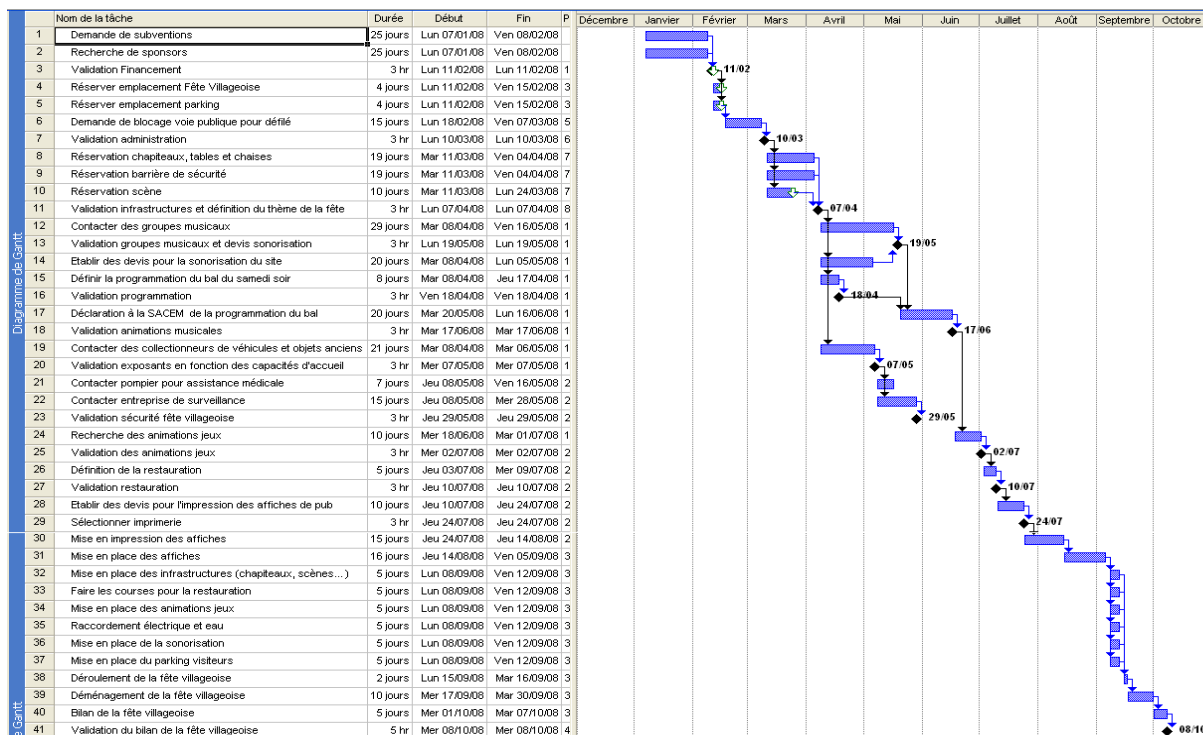 Nom de la tâche Durée Début Fin P Décembre Janvier Février Mars Avril Mai Juin Juillet Août Septembre Octobre
1 Demande de subventions 25 jours Lun 07/01/08 Ven 08/02/08
2 Recherche de sponsors 25 jours Lun 07/01/08 Ven 08/02/08
3 Validation Financement 3 hr Lun 11/02/08 Lun 11/02/08 1 11/02
4 Réserver emplacement Fête Villageoise 4 jours Lun 11/02/08 Ven 15/02/08 3
5 Réserver emplacement parking 4 jours Lun 11/02/08 Ven 15/02/08 3
6 Demande de blocage voie publique pour défilé 15 jours Lun 18/02/08 Ven 07/03/08 5
7 Validation administration 3 hr Lun 10/03/08 Lun 10/03/08 6 10/03
8 Réservation chapiteaux, tables et chaises 19 jours Mar 11/03/08 Ven 04/04/08 7
9 Réservation barrière de sécurité 19 jours Mar 11/03/08 Ven 04/04/08 7
10 Réservation scène 10 jours Mar 11/03/08 Lun 24/03/08 7
11 Validation infrastructures et définition du thème de la fête 3 hr Lun 07/04/08 Lun 07/04/08 8 07/04
12 Contacter des groupes musicaux 29 jours Mar 08/04/08 Ven 16/05/08 1
13 Validation groupes musicaux et devis sonorisation 3 hr Lun 19/05/08 Lun 19/05/08 1 19/05
14 Etablir des devis pour la sonorisation du site 20 jours Mar 08/04/08 Lun 05/05/08 1
15 Définir la programmation du bal du samedi soir 8 jours Mar 08/04/08 Jeu 17/04/08 1
16 Validation programmation 3 hr Ven 18/04/08 Ven 18/04/08 1 18/04
17 Déclaration à la SACEM de la programmation du bal 20 jours Mar 20/05/08 Lun 16/06/08 1
18 Validation animations musicales 3 hr Mar 17/06/08 Mar 17/06/08 1 17/06
19 Contacter des collectionneurs de véhicules et objets anciens 21 jours Mar 08/04/08 Mar 06/05/08 1
20 Validation exposants en fonction des capacités d'accueil 3 hr Mer 07/05/08 Mer 07/05/08 1 07/05
21 Contacter pompier pour assistance médicale 7 jours Jeu 08/05/08 Ven 16/05/08 2
22 Contacter entreprise de surveillance 15 jours Jeu 08/05/08 Mer 28/05/08 2
23 Validation sécurité fête villageoise 3 hr Jeu 29/05/08 Jeu 29/05/08 2 29/05
24 Recherche des animations jeux 10 jours Mer 18/06/08 Mar 01/07/08 1
25 Validation des animations jeux 3 hr Mer 02/07/08 Mer 02/07/08 2 02/07
26 Définition de la restauration 5 jours Jeu 03/07/08 Mer 09/07/08 2
27 Validation restauration 3 hr Jeu 10/07/08 Jeu 10/07/08 2 10/07
28 Etablir des devis pour l'impression des affiches de pub 10 jours Jeu 10/07/08 Jeu 24/07/08 2
29 Sélectionner imprimerie 3 hr Jeu 24/07/08 Jeu 24/07/08 2 24/07
30 Mise en impression des affiches 15 jours Jeu 24/07/08 Jeu 14/08/08 2
31 Mise en place des affiches 16 jours Jeu 14/08/08 Ven 05/09/08 3
32 Mise en place des infrastructures (chapiteaux, scènes...) 5 jours Lun 08/09/08 Ven 12/09/08 3
33 Faire les courses pour la restauration 5 jours Lun 08/09/08 Ven 12/09/08 3
34 Mise en place des animations jeux 5 jours Lun 08/09/08 Ven 12/09/08 3
35 Raccordement électrique et eau 5 jours Lun 08/09/08 Ven 12/09/08 3
36 Mise en place de la sonorisation 5 jours Lun 08/09/08 Ven 12/09/08 3
37 Mise en place du parking visiteurs 5 jours Lun 08/09/08 Ven 12/09/08 3
38 Déroulement de la fête villageoise 2 jours Lun 15/09/08 Mar 16/09/08 3
39 Déménagement de la fête villageoise 10 jours Mer 17/09/08 Mar 30/09/08 3
40 Bilan de la fête villageoise 5 jours Mer 01/10/08 Mar 07/10/08 3
41 Validation du bilan de la fête villageoise 5 hr Mer 08/10/08 Mer 08/10/08 4 08/10
Diagramme de Gantt
e Gantt